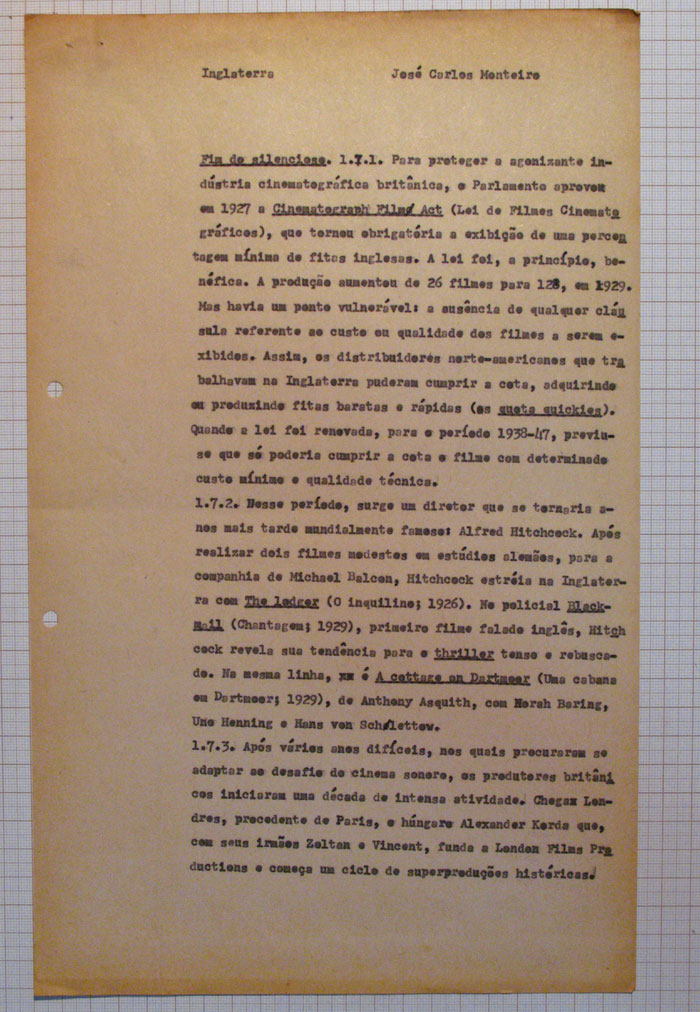 Inglaterra José Carlos Monteiro
Fim do silencioso. 1.7.1. Para proteger a agonizante in-
dústria cinematográfica britânica, o Parlamento aprovou
em 1927 a Cinematograph Films Act (Lei de Filmes Cinemato
gráficos), que tornou obrigatória a exibição de uma percen
tagem mínima de fitas inglesas. A lei foi, a princípio, be-
néfica. A produção aumentou de 26 filmes para 128, em 1929.
Mas havia um ponto vulnerável: a ausência de qualquer cláu
sula referente ao custo ou qualidade dos filmes a serem e-
xibidos. Assim, os distribuidores norte-americanos que tra
balhavam na Inglaterra puderam cumprir a cota, adquirindo
ou produzindo fitas baratas e rápidas (os quota quickies).
Quando a lei foi renovada, para o período 1938-47, previu-
se que só poderia cumprir a cota o filme com determinado
custo mínimo e qualidade técnica.
1.7.2. Nesse período, surge um diretor que se tornaria a-
nos mais tarde mundialmente famoso: Alfred Hitchcock. Após
realizar dois filmes modestos em estúdios alemães, para a
companhia de Michael Balcon, Hitchcock estréia na Inglater-
ra com The lodger (O inquilino; 1926). No policial Black-
mail (Chantagem; 1929), primeiro filme falado inglês, Hitch
cock revela sua tendência para o thriller tenso e rebusca-
do. Na mesma linha, xx é A cottage on Dartmoor (Uma cabana
em Dartmoor; 1929), de Anthony Asquith, com Norah Baring,
Uno Henning e Hans von Schlettow.
1.7.3. Após vários anos difíceis, nos quais procuraram se
adaptar ao desafio do cinema sonoro, os produtores britâni
cos iniciaram uma década de intensa atividade. Chegax Lon-
dres, procedente de Paris, o húngaro Alexander Korda que,
com seus irmãos Zoltan e Vincent, funda a London Films Pro
ductions e começa um ciclo de superproduções históricas.